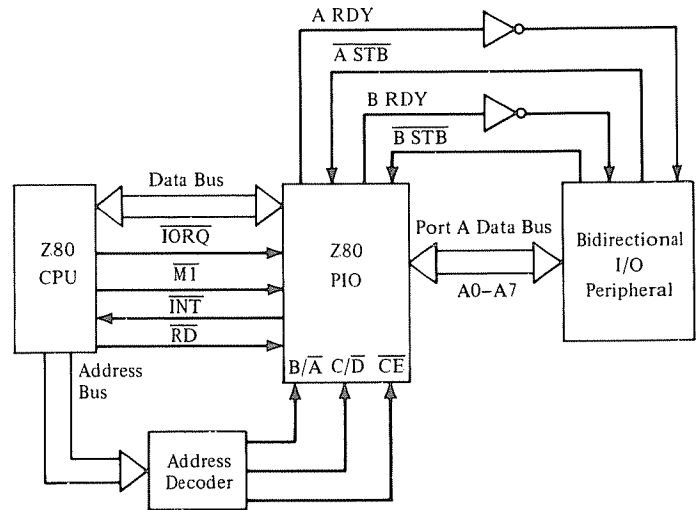 A RDY
A STB
B RDY
B STB
Data Bus
Z80
CPU
IORQ
M1
INT
RD
Z80
PIO
Port A Data Bus
A0–A7
Bidirectional
I/O
Peripheral
B/A C/D CE
Address
Bus
Address
Decoder